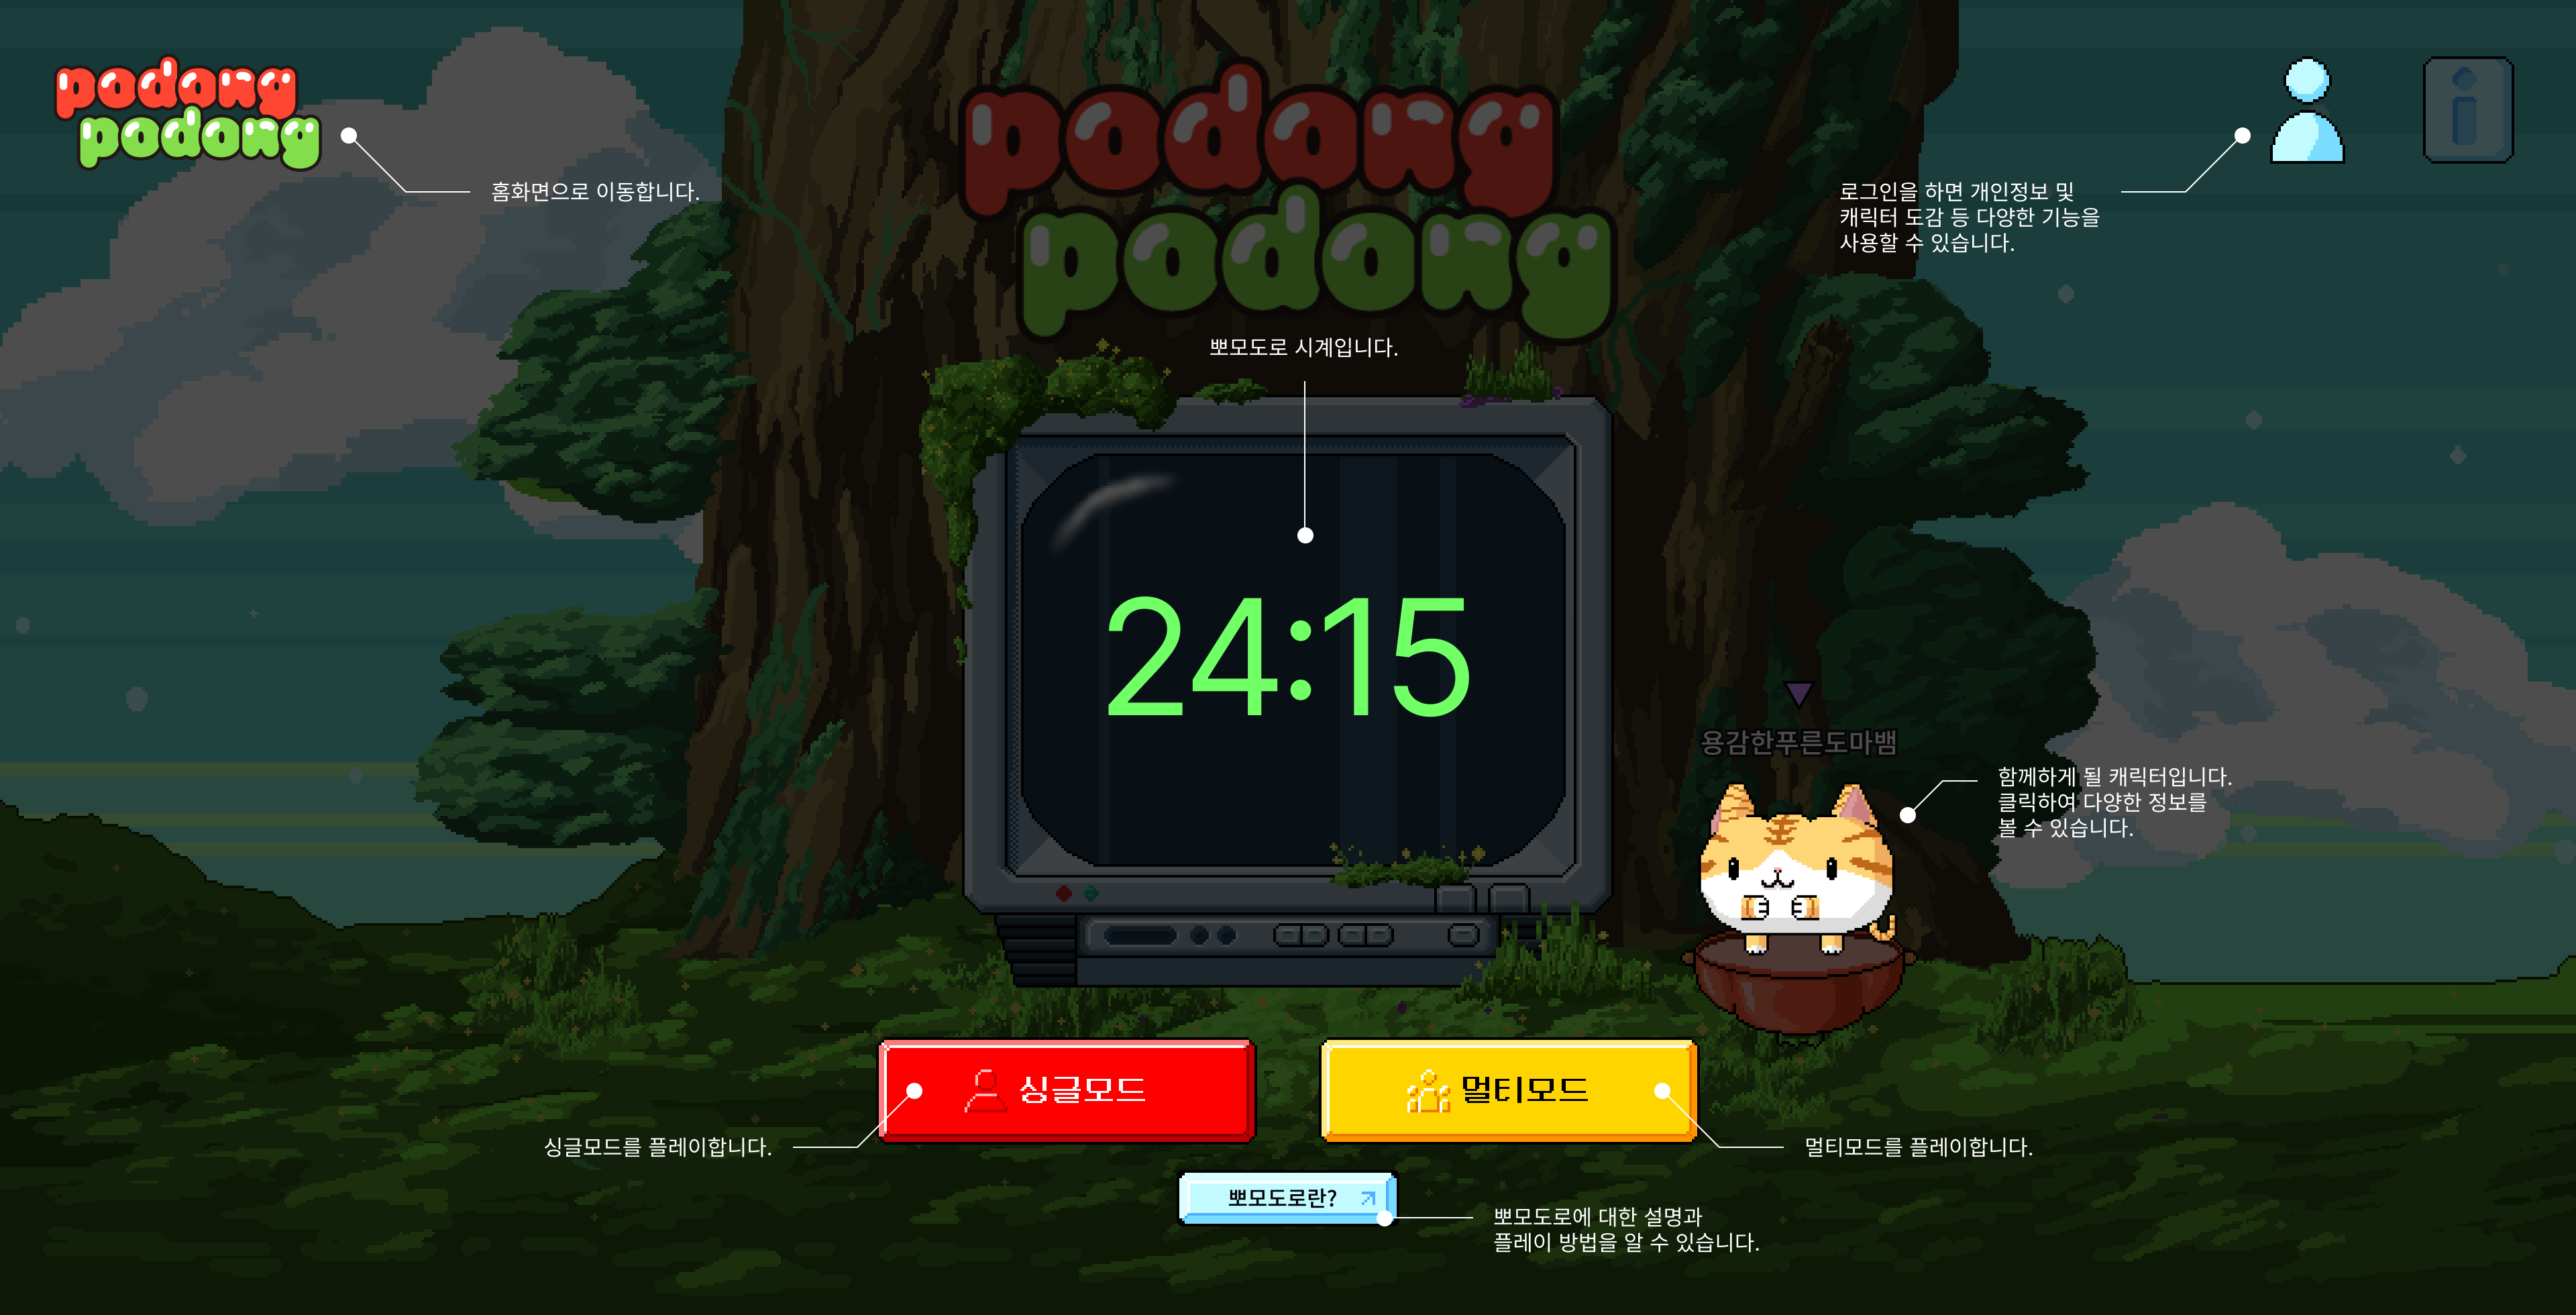 podong
podong
홈화면으로 이동합니다.
podong
podong
로그인을 하면 개인정보 및
캐릭터 도감 등 다양한 기능을
사용할 수 있습니다.
i
뽀모도로 시계입니다.
24:15
용감한푸른도마뱀
함께하게 될 캐릭터입니다.
클릭하여 다양한 정보를
볼 수 있습니다.
싱글모드
멀티모드
싱글모드를 플레이합니다.
멀티모드를 플레이합니다.
뽀모도로란?
뽀모도로에 대한 설명과
플레이 방법을 알 수 있습니다.